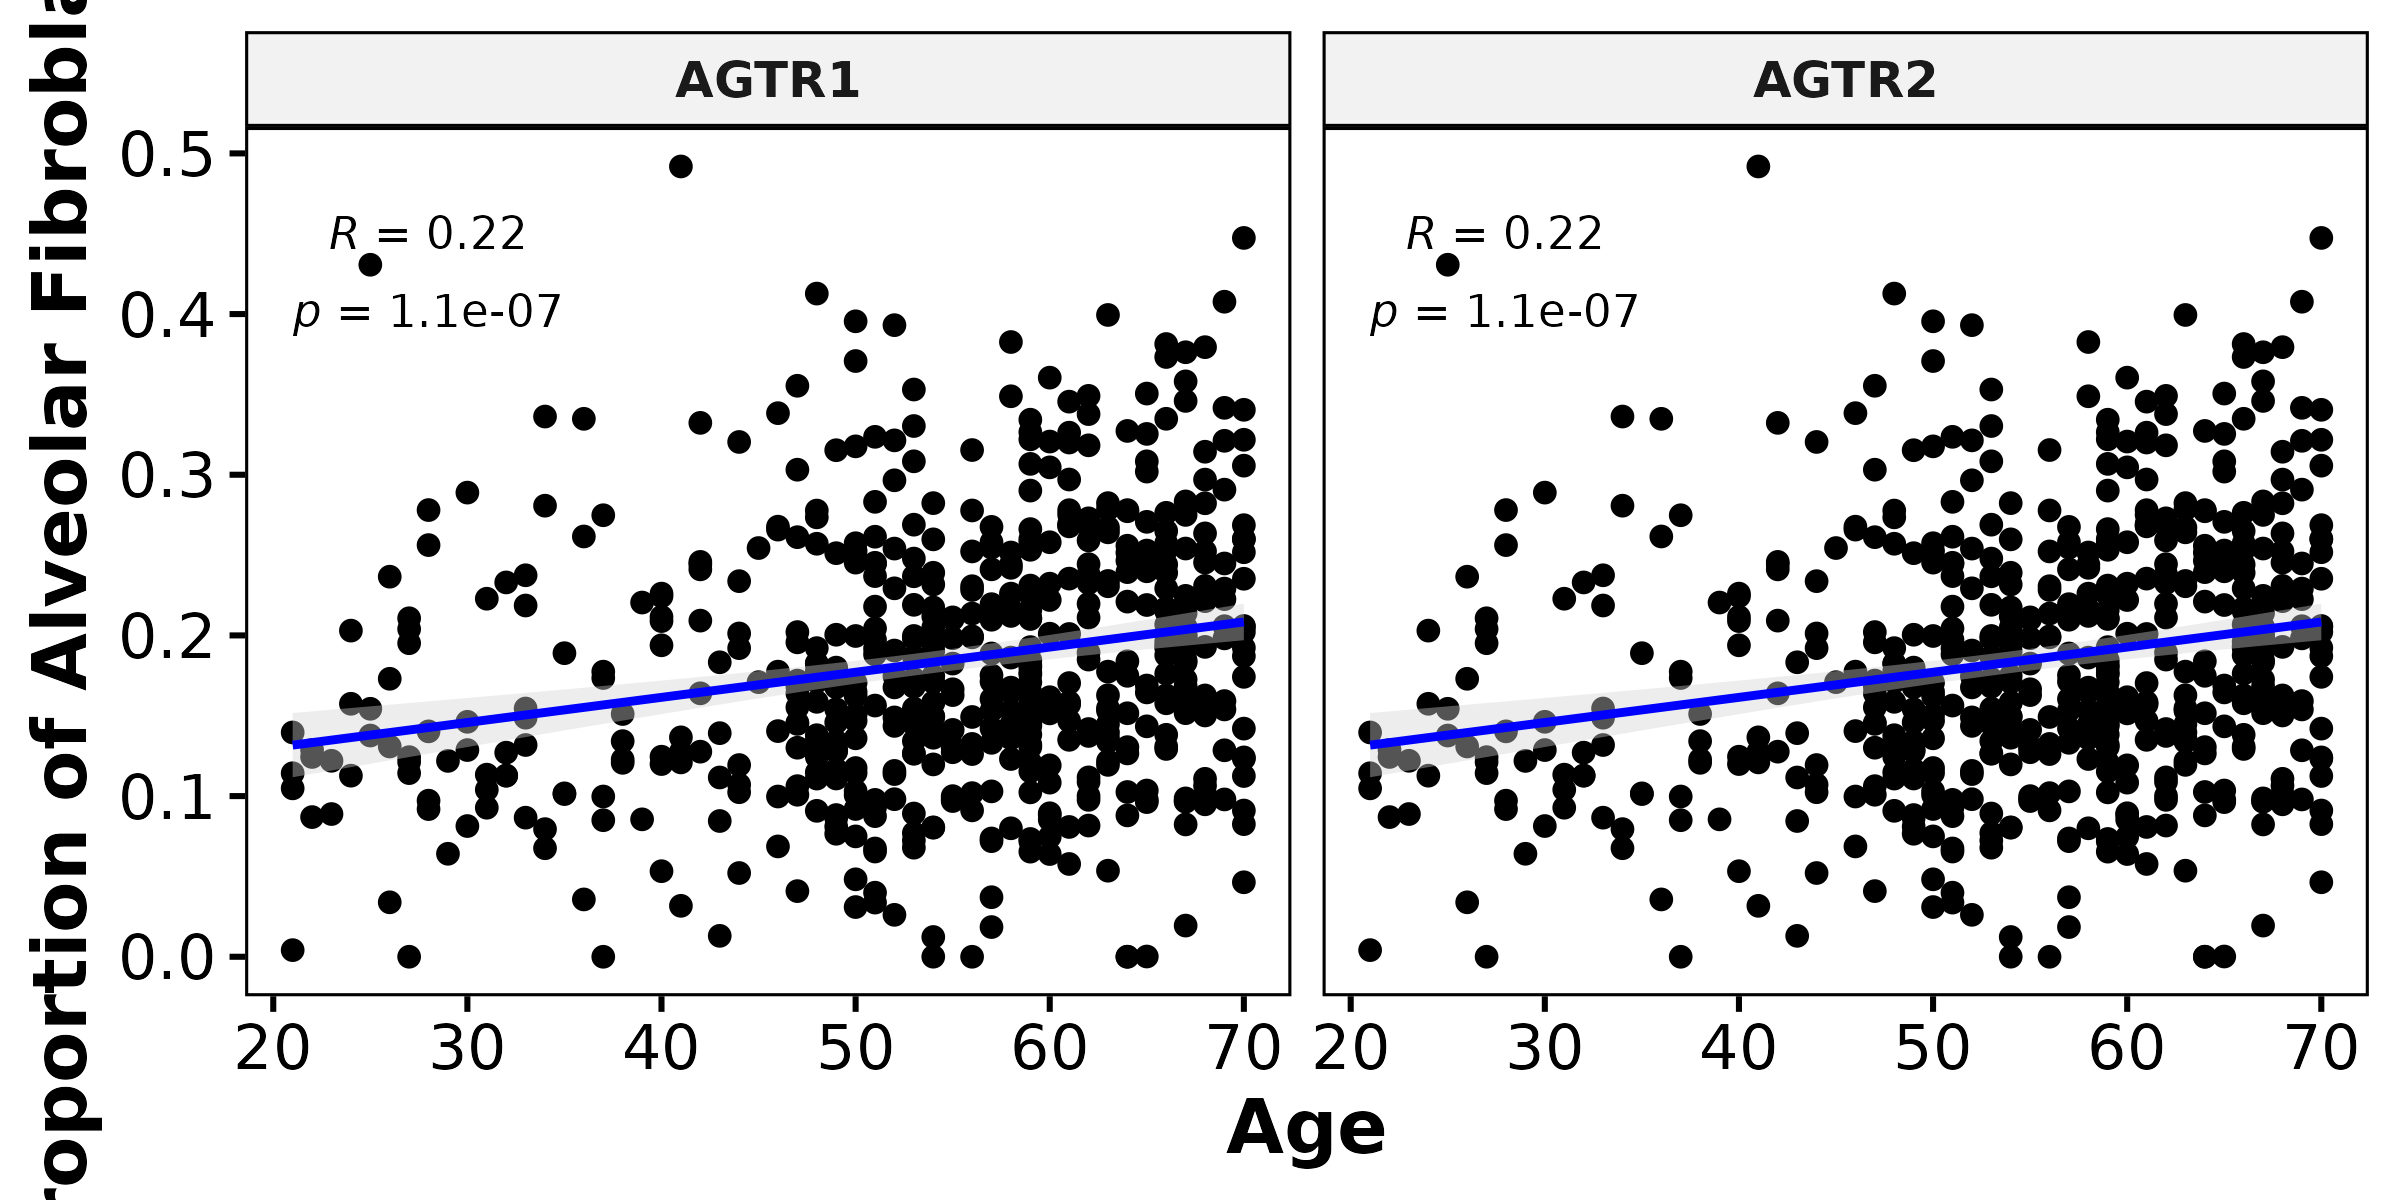 AGTR1 AGTR2
R = 0.22
p = 1.1e-07
R = 0.22
p = 1.1e-07
0.5
0.4
0.3
0.2
0.1
0.0
20 30 40 50 60 70
20 30 40 50 60 70
Age
of Alveolar